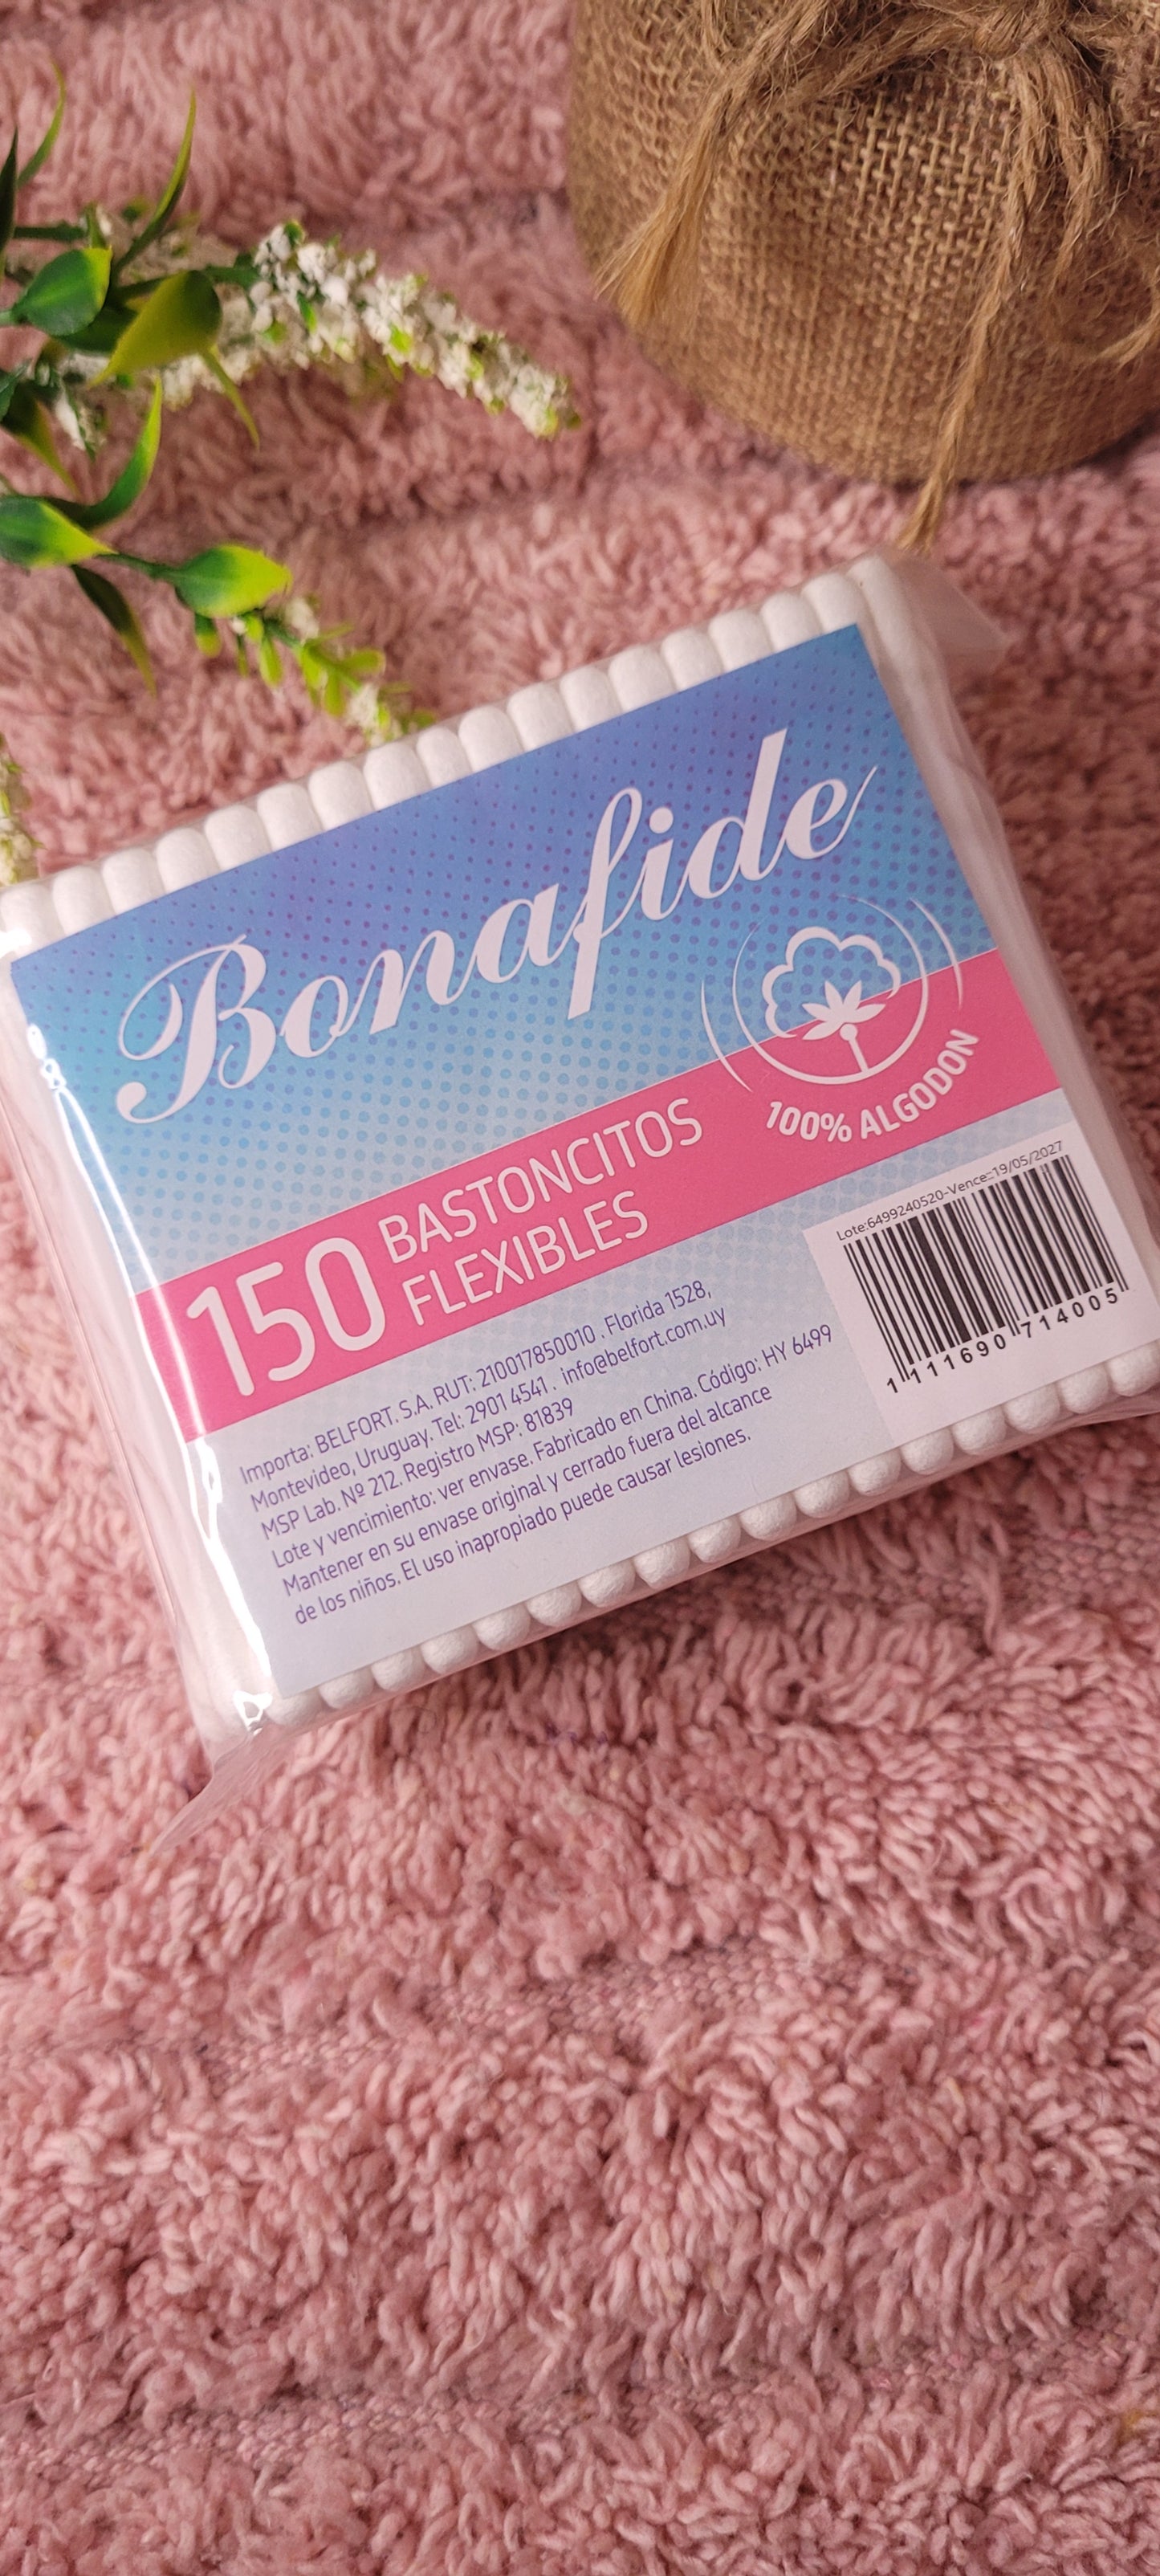 Bonafide
100% ALGODON
150 BASTONCITOS
FLEXIBLES
Lote:6499240520-Vence:19/05/2027
1 111690 714005
Importa: BELFORT. S.A. RUT: 210017850010 . Florida 1528,
Montevideo, Uruguay. Tel: 2901 4541 . info@belfort.com.uy
MSP Lab. Nº 212. Registro MSP: 81839
Lote y vencimiento: ver envase. Fabricado en China. Código: HY 6499
Mantener en su envase original y cerrado fuera del alcance
de los niños. El uso inapropiado puede causar lesiones.